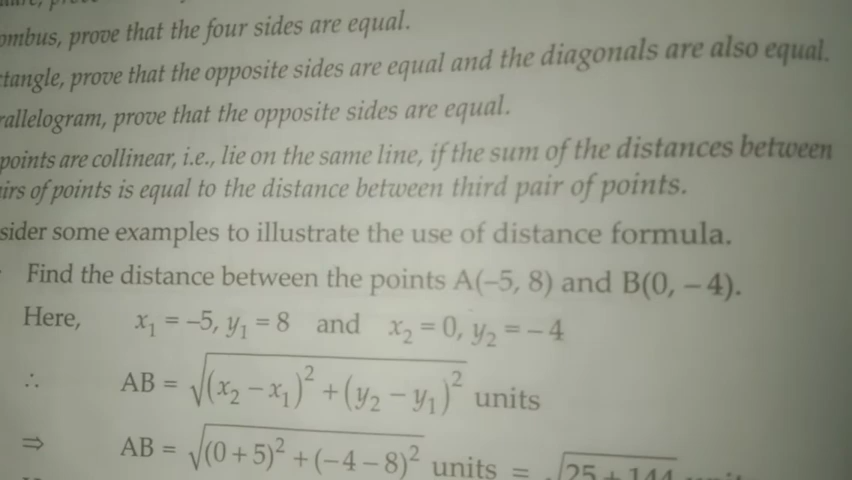 ombus, prove that the four sides are equal.
tangle, prove that the opposite sides are equal and the diagonals are also equal.
rallelogram, prove that the opposite sides are equal.
points are collinear, i.e., lie on the same line, if the sum of the distances between
irs of points is equal to the distance between third pair of points.
sider some examples to illustrate the use of distance formula.
Find the distance between the points A(–5, 8) and B(0, – 4).
Here, x₁ = –5, y₁ = 8 and x₂ = 0, y₂ = – 4
∴ AB = √((x₂ – x₁)² + (y₂ – y₁)²) units
⇒ AB = √((0 + 5)² + (–4 – 8)²) units = √(25 + 144)